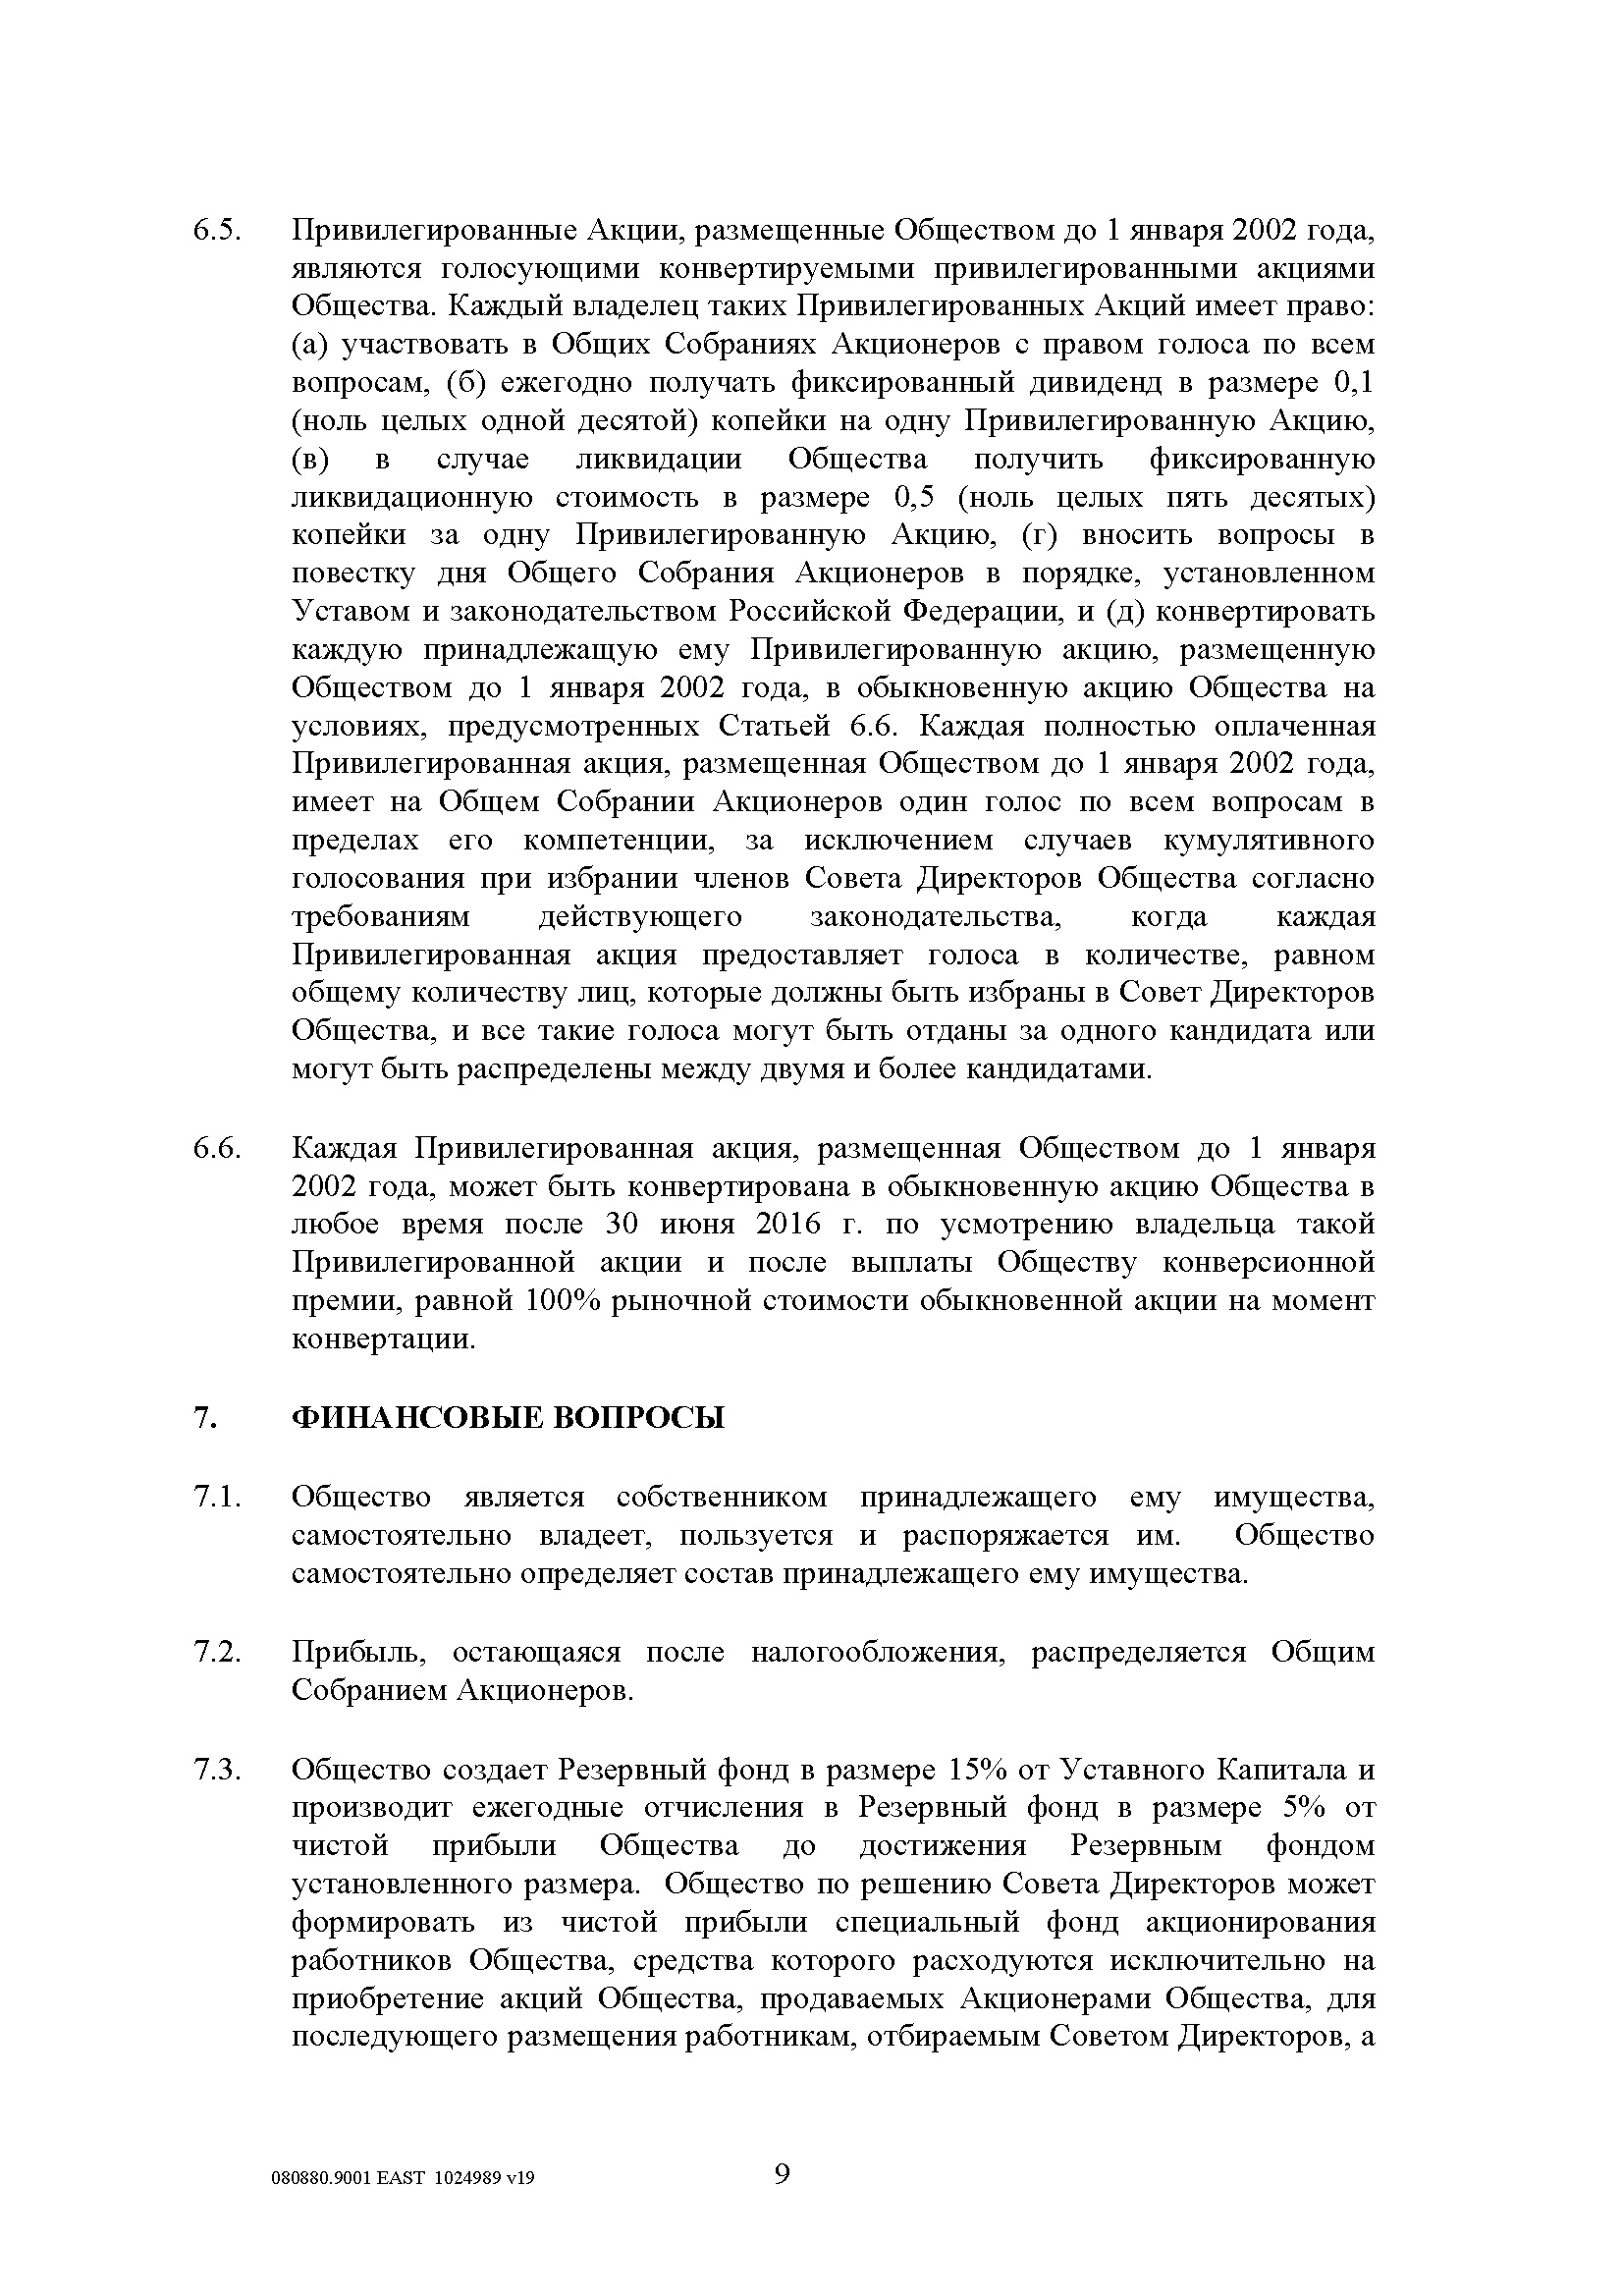 6.5. Привилегированные Акции, размещенные Обществом до 1 января 2002 года,
являются голосующими конвертируемыми привилегированными акциями
Общества. Каждый владелец таких Привилегированных Акций имеет право:
(а) участвовать в Общих Собраниях Акционеров с правом голоса по всем
вопросам, (б) ежегодно получать фиксированный дивиденд в размере 0,1
(ноль целых одной десятой) копейки на одну Привилегированную Акцию,
(в) в случае ликвидации Общества получить фиксированную
ликвидационную стоимость в размере 0,5 (ноль целых пять десятых)
копейки за одну Привилегированную Акцию, (г) вносить вопросы в
повестку дня Общего Собрания Акционеров в порядке, установленном
Уставом и законодательством Российской Федерации, и (д) конвертировать
каждую принадлежащую ему Привилегированную акцию, размещенную
Обществом до 1 января 2002 года, в обыкновенную акцию Общества на
условиях, предусмотренных Статьей 6.6. Каждая полностью оплаченная
Привилегированная акция, размещенная Обществом до 1 января 2002 года,
имеет на Общем Собрании Акционеров один голос по всем вопросам в
пределах его компетенции, за исключением случаев кумулятивного
голосования при избрании членов Совета Директоров Общества согласно
требованиям действующего законодательства, когда каждая
Привилегированная акция предоставляет голоса в количестве, равном
общему количеству лиц, которые должны быть избраны в Совет Директоров
Общества, и все такие голоса могут быть отданы за одного кандидата или
могут быть распределены между двумя и более кандидатами.
6.6. Каждая Привилегированная акция, размещенная Обществом до 1 января
2002 года, может быть конвертирована в обыкновенную акцию Общества в
любое время после 30 июня 2016 г. по усмотрению владельца такой
Привилегированной акции и после выплаты Обществу конверсионной
премии, равной 100% рыночной стоимости обыкновенной акции на момент
конвертации.
7. ФИНАНСОВЫЕ ВОПРОСЫ
7.1. Общество является собственником принадлежащего ему имущества,
самостоятельно владеет, пользуется и распоряжается им. Общество
самостоятельно определяет состав принадлежащего ему имущества.
7.2. Прибыль, остающаяся после налогообложения, распределяется Общим
Собранием Акционеров.
7.3. Общество создает Резервный фонд в размере 15% от Уставного Капитала и
производит ежегодные отчисления в Резервный фонд в размере 5% от
чистой прибыли Общества до достижения Резервным фондом
установленного размера. Общество по решению Совета Директоров может
формировать из чистой прибыли специальный фонд акционирования
работников Общества, средства которого расходуются исключительно на
приобретение акций Общества, продаваемых Акционерами Общества, для
последующего размещения работникам, отбираемым Советом Директоров, а
080880.9001 EAST 1024989 v19 9